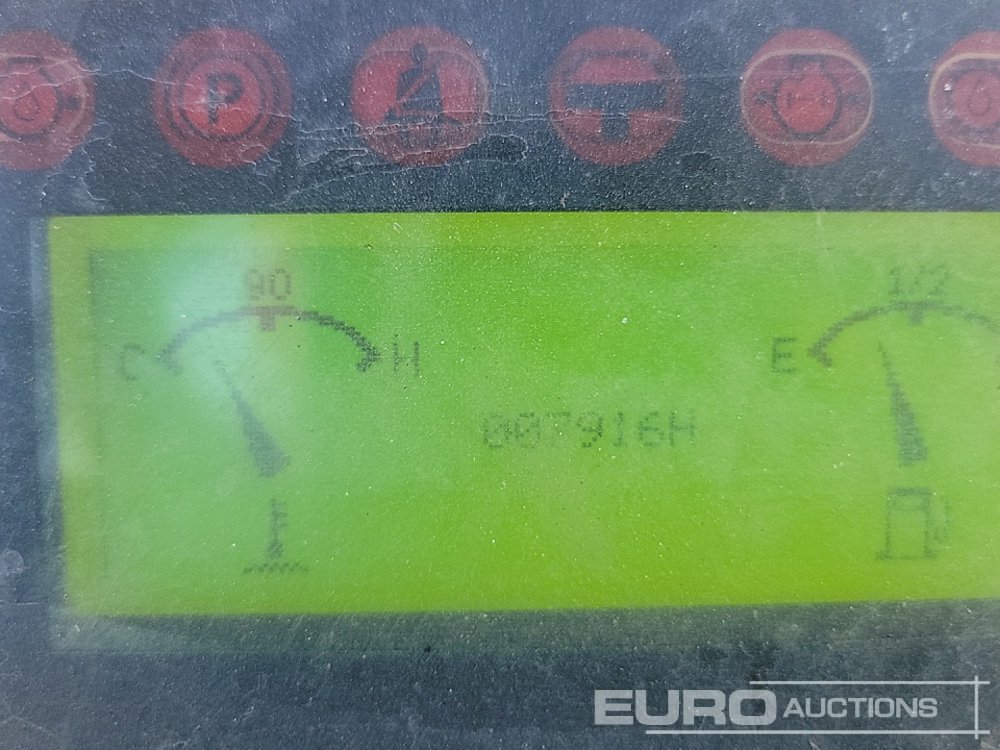 P
90
1/2
C H
E
007916H
EURO AUCTIONS